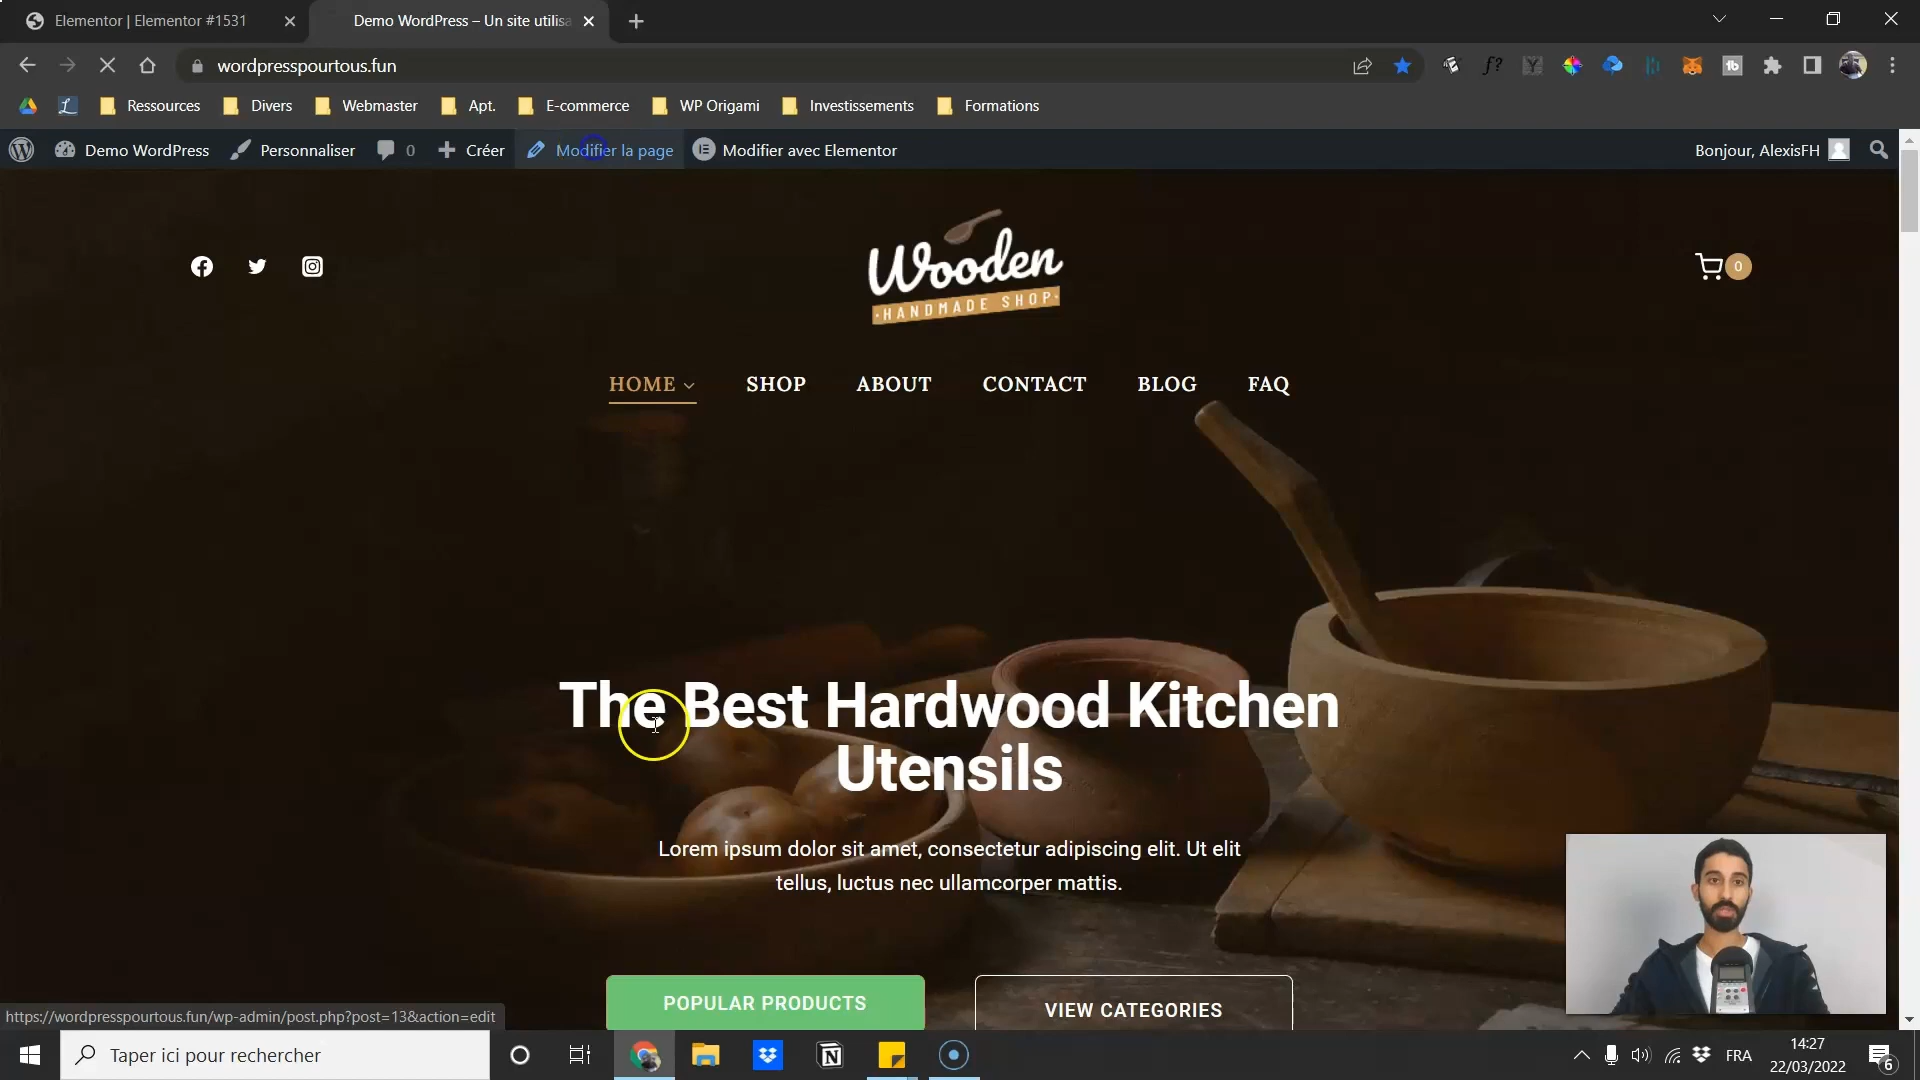 Elementor | Elementor #1531
Demo WordPress – Un site utilisa
wordpresspourtous.fun
Ressources
Divers
Webmaster
Apt.
E-commerce
WP Origami
Investissements
Formations
Demo WordPress
Personnaliser
0
Créer
Modifier la page
Modifier avec Elementor
Bonjour, AlexisFH
Wooden
HANDMADE SHOP
0
HOME
SHOP
ABOUT
CONTACT
BLOG
FAQ
The Best Hardwood Kitchen
Utensils
Lorem ipsum dolor sit amet, consectetur adipiscing elit. Ut elit
tellus, luctus nec ullamcorper mattis.
POPULAR PRODUCTS
VIEW CATEGORIES
https://wordpresspourtous.fun/wp-admin/post.php?post=13&action=edit
Taper ici pour rechercher
FRA
14:27
22/03/2022
6